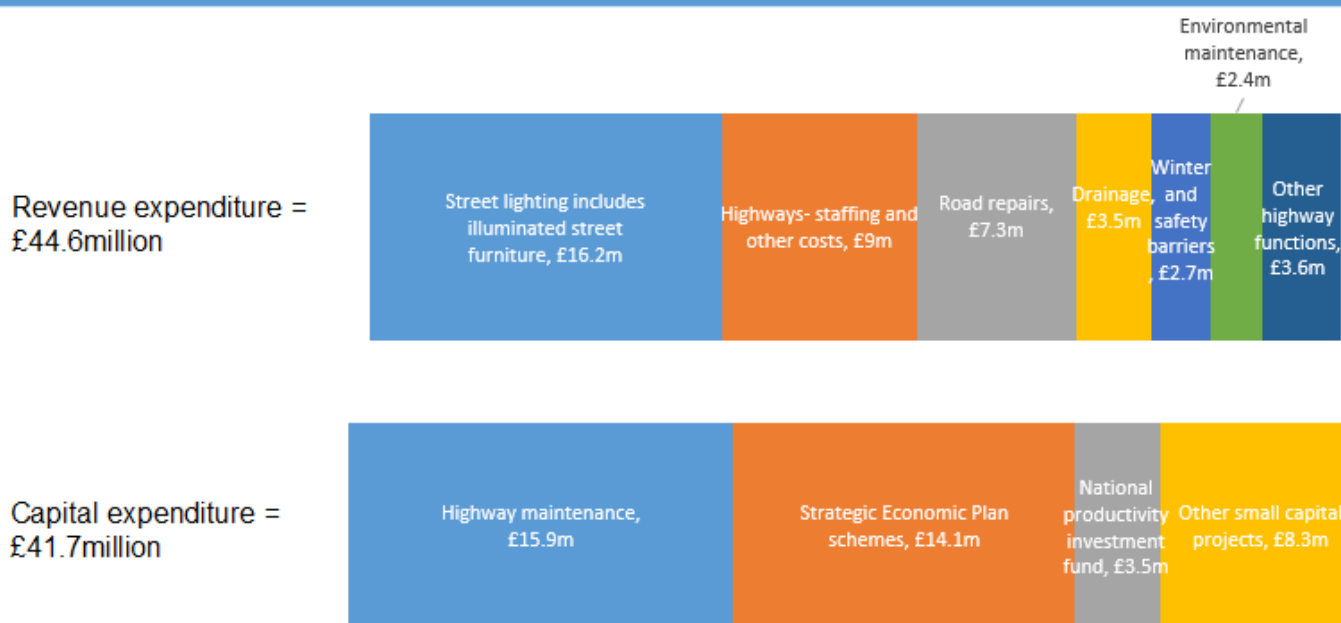 Environmental
maintenance,
£2.4m
Revenue expenditure =
£44.6million
Street lighting includes
illuminated street
furniture, £16.2m
Highways- staffing and
other costs, £9m
Road repairs,
£7.3m
Drainage,
£3.5m
Winter
and
safety
barriers
, £2.7m
Other
highway
functions,
£3.6m
Capital expenditure =
£41.7million
Highway maintenance,
£15.9m
Strategic Economic Plan
schemes, £14.1m
National
productivity
investment
fund, £3.5m
Other small capital
projects, £8.3m